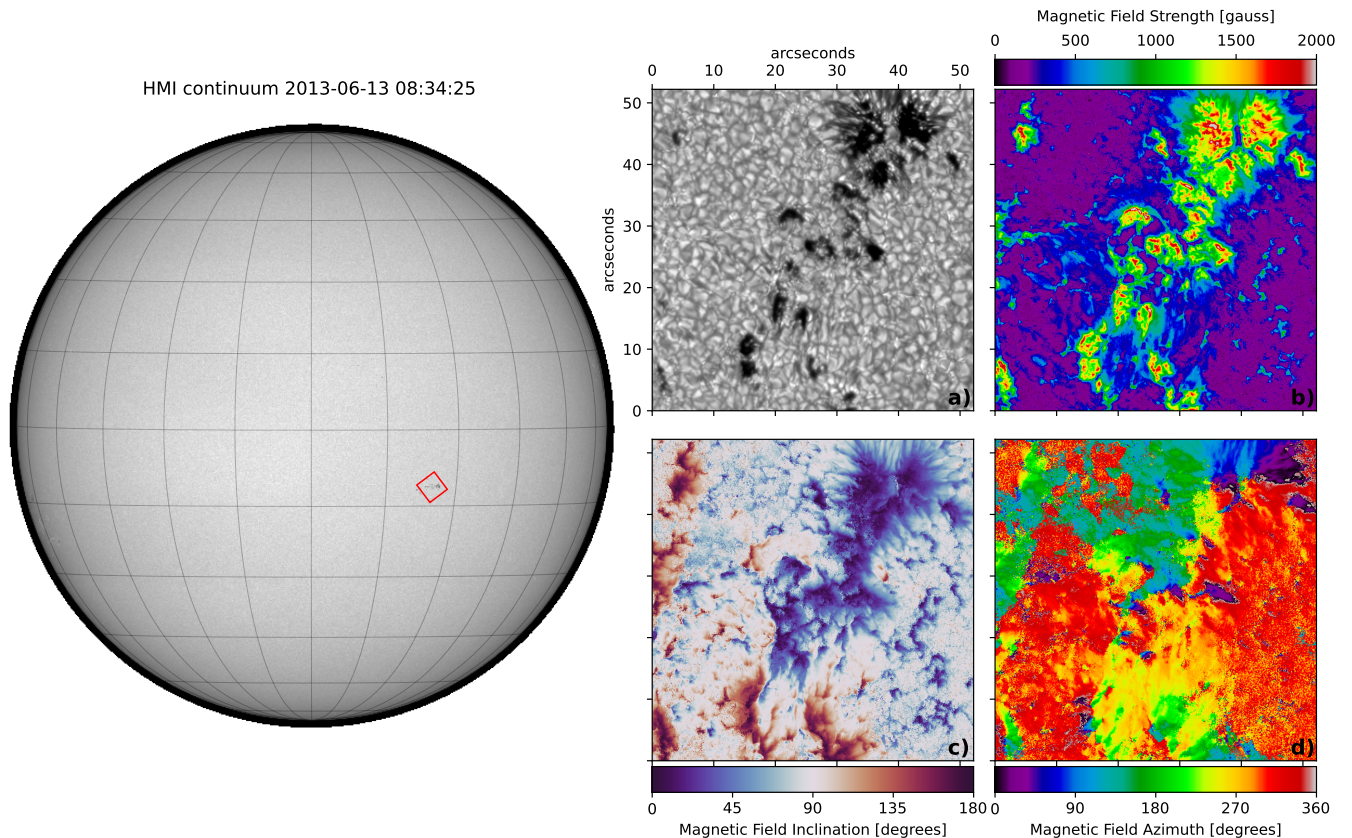 HMI continuum 2013-06-13 08:34:25
arcseconds
0 10 20 30 40 50
arcseconds
50
40
30
20
10
0
a)
Magnetic Field Strength [gauss]
0 500 1000 1500 2000
b)
c)
0 45 90 135 180
Magnetic Field Inclination [degrees]
d)
0 90 180 270 360
Magnetic Field Azimuth [degrees]